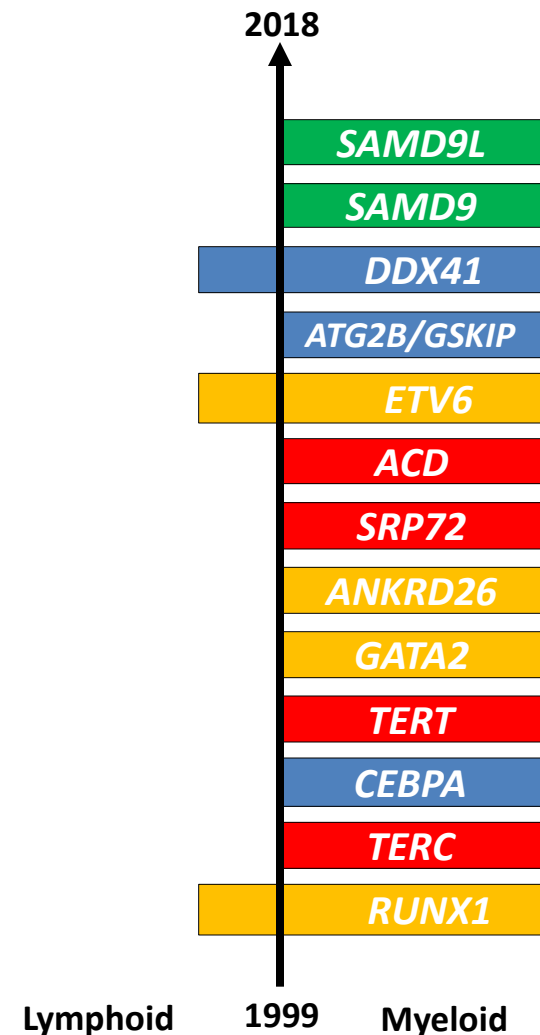 2018
SAMD9L
SAMD9
DDX41
ATG2B/GSKIP
ETV6
ACD
SRP72
ANKRD26
GATA2
TERT
CEBPA
TERC
RUNX1
Lymphoid 1999 Myeloid